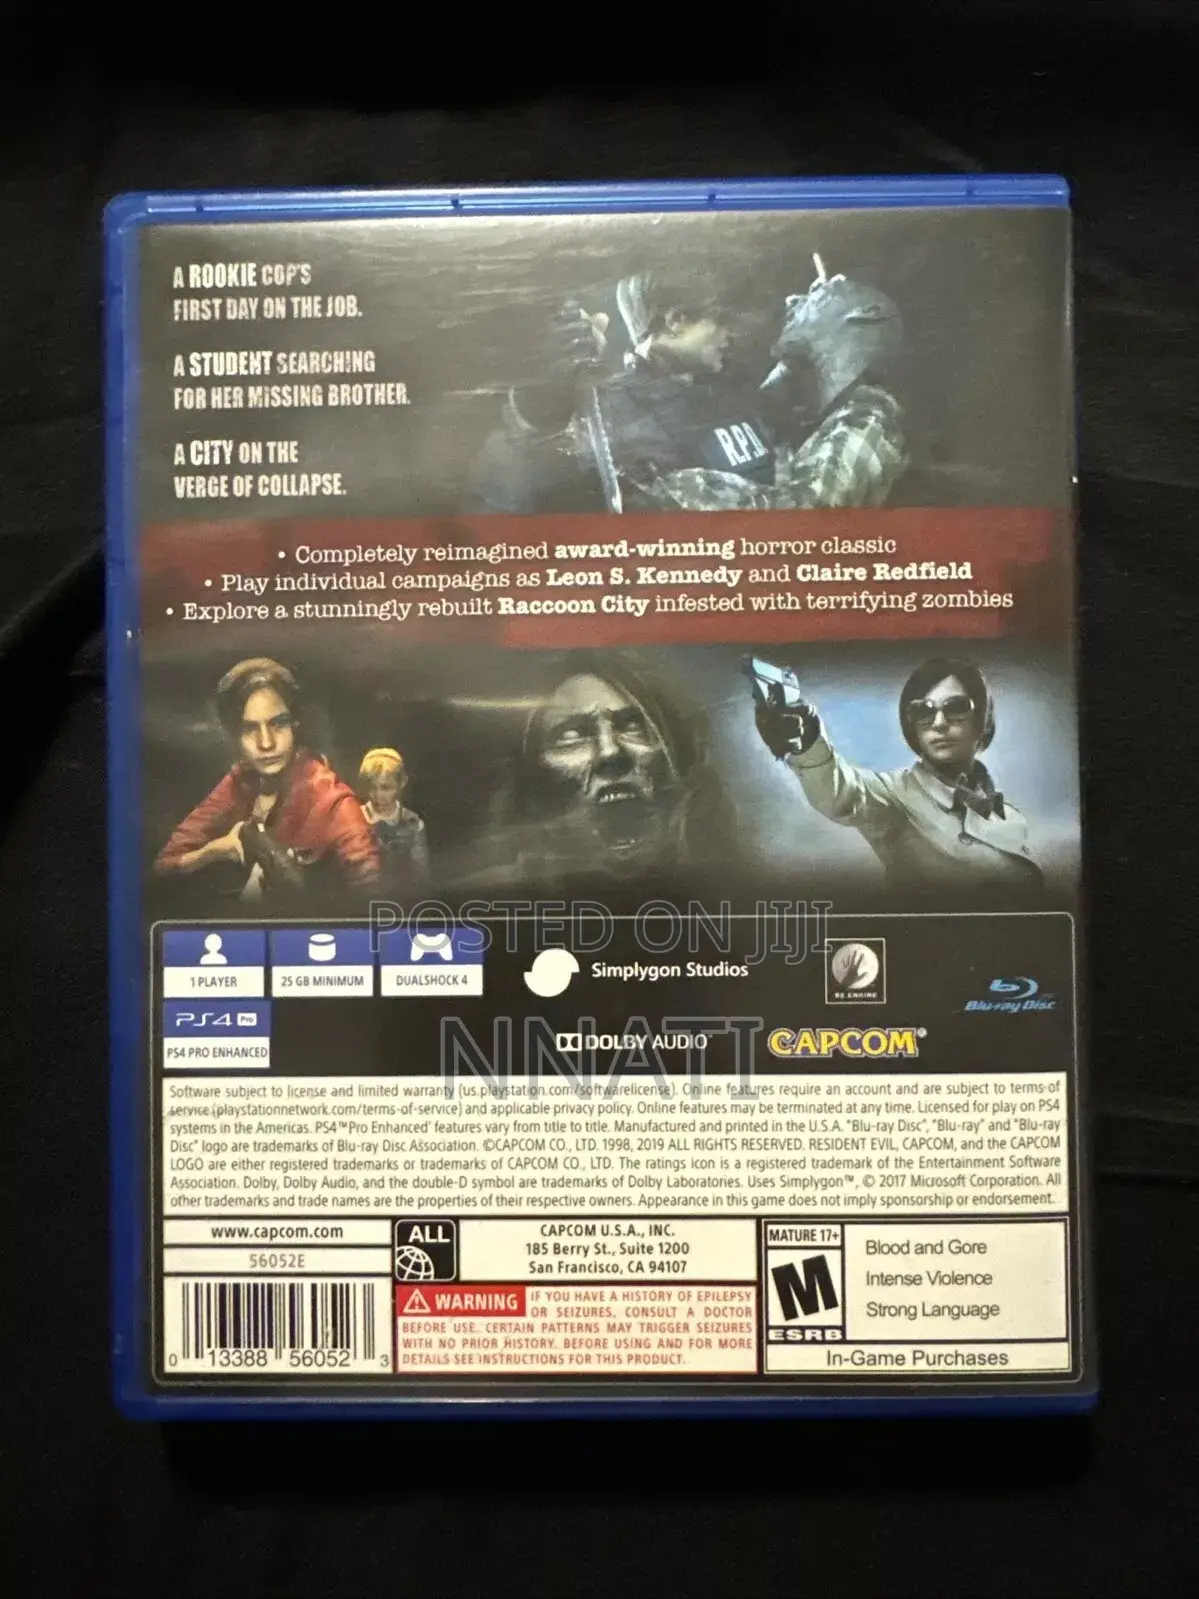 A ROOKIE COP'S
FIRST DAY ON THE JOB.
A STUDENT SEARCHING
FOR HER MISSING BROTHER.
A CITY ON THE
VERGE OF COLLAPSE.
R.P.D.
• Completely reimagined award-winning horror classic
• Play individual campaigns as Leon S. Kennedy and Claire Redfield
• Explore a stunningly rebuilt Raccoon City infested with terrifying zombies
POSTED ON JIJI
NNATI
1 PLAYER
25 GB MINIMUM
DUALSHOCK 4
Simplygon Studios
RE ENGINE
Blu-ray Disc
PS4 Pro
PS4 PRO ENHANCED
DOLBY AUDIO
CAPCOM
Software subject to license and limited warranty (us.playstation.com/softwarelicense). Online features require an account and are subject to terms of
service (playstationnetwork.com/terms-of-service) and applicable privacy policy. Online features may be terminated at any time. Licensed for play on PS4
systems in the Americas. PS4™Pro Enhanced' features vary from title to title. Manufactured and printed in the U.S.A. "Blu-ray Disc", "Blu-ray" and "Blu-ray
Disc" logo are trademarks of Blu-ray Disc Association. ©CAPCOM CO., LTD. 1998, 2019 ALL RIGHTS RESERVED. RESIDENT EVIL, CAPCOM, and the CAPCOM
LOGO are either registered trademarks or trademarks of CAPCOM CO., LTD. The ratings icon is a registered trademark of the Entertainment Software
Association. Dolby, Dolby Audio, and the double-D symbol are trademarks of Dolby Laboratories. Uses Simplygon™, © 2017 Microsoft Corporation. All
other trademarks and trade names are the properties of their respective owners. Appearance in this game does not imply sponsorship or endorsement.
www.capcom.com
56052E
0 13388 56052 3
ALL
CAPCOM U.S.A., INC.
185 Berry St., Suite 1200
San Francisco, CA 94107
WARNING IF YOU HAVE A HISTORY OF EPILEPSY
OR SEIZURES, CONSULT A DOCTOR
BEFORE USE. CERTAIN PATTERNS MAY TRIGGER SEIZURES
WITH NO PRIOR HISTORY. BEFORE USING AND FOR MORE
DETAILS SEE INSTRUCTIONS FOR THIS PRODUCT.
MATURE 17+
M
ESRB
Blood and Gore
Intense Violence
Strong Language
In-Game Purchases